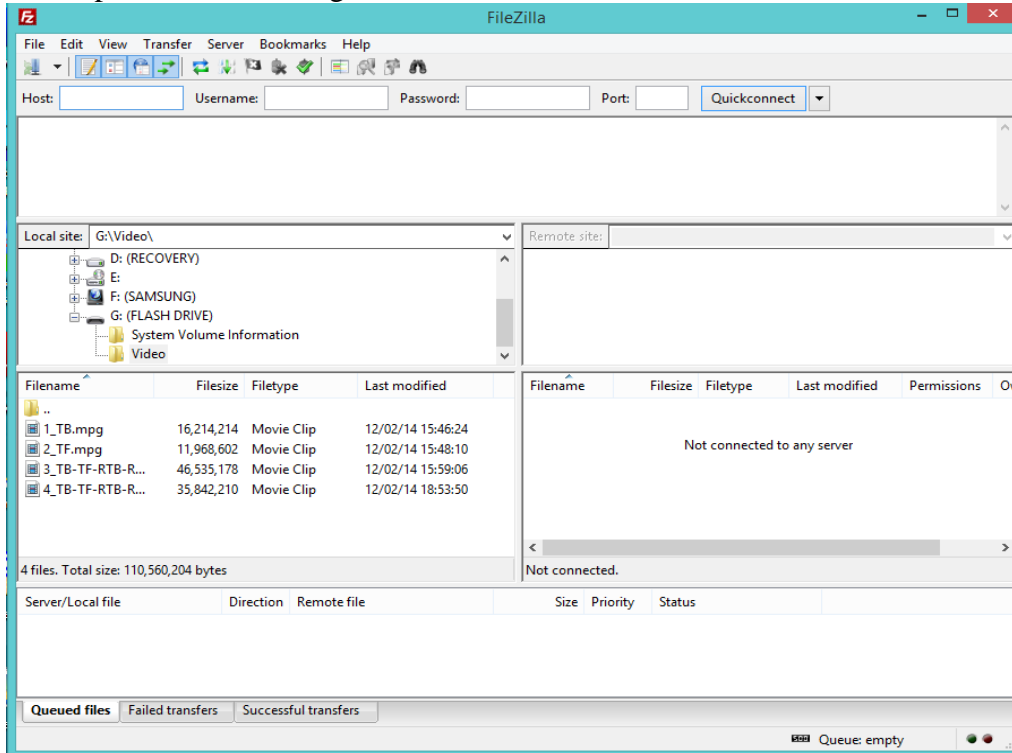 FileZilla
File Edit View Transfer Server Bookmarks Help
Host: Username: Password: Port: Quickconnect
Local site: G:\Video\
D: (RECOVERY)
E:
F: (SAMSUNG)
G: (FLASH DRIVE)
System Volume Information
Video
Remote site:
Filename Filesize Filetype Last modified
..
1_TB.mpg 16,214,214 Movie Clip 12/02/14 15:46:24
2_TF.mpg 11,968,602 Movie Clip 12/02/14 15:48:10
3_TB-TF-RTB-R... 46,535,178 Movie Clip 12/02/14 15:59:06
4_TB-TF-RTB-R... 35,842,210 Movie Clip 12/02/14 18:53:50
4 files. Total size: 110,560,204 bytes
Filename Filesize Filetype Last modified Permissions
Not connected to any server
Not connected.
Server/Local file Direction Remote file Size Priority Status
Queued files Failed transfers Successful transfers
Queue: empty